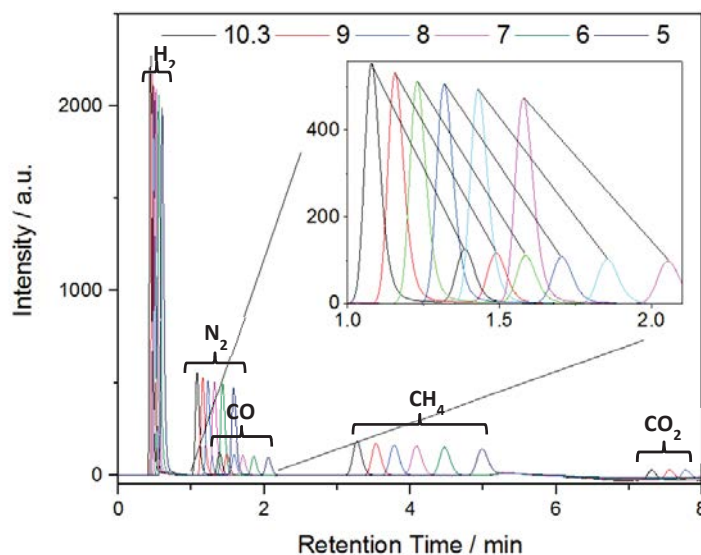 10.3 9 8 7 6 5
H2
2000
1000
0
Intensity / a.u.
400
200
0
1.0 1.5 2.0
N2
CO
CH4
CO2
0 2 4 6 8
Retention Time / min